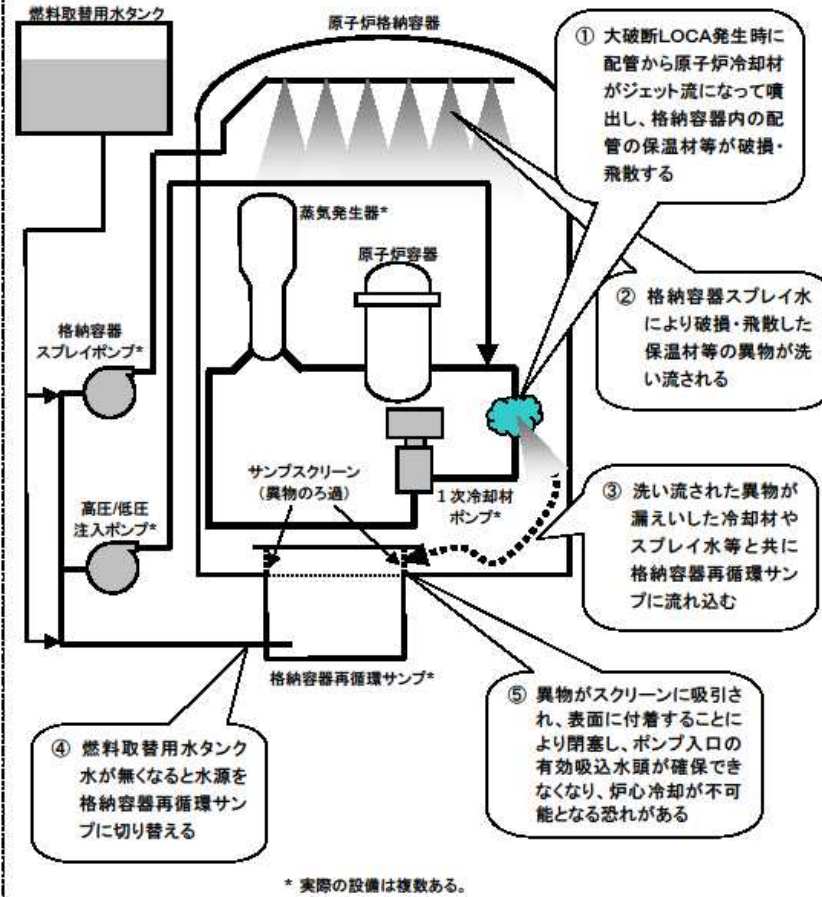 燃料取替用水タンク
原子炉格納容器
① 大破断LOCA発生時に
配管から原子炉冷却材
がジェット流になって噴
出し、格納容器内の配
管の保温材等が破損・
飛散する
蒸気発生器*
原子炉容器
② 格納容器スプレイ水
により破損・飛散した
保温材等の異物が洗
い流される
格納容器
スプレイポンプ*
サンプスクリーン
(異物のろ過)
1次冷却材
ポンプ*
③ 洗い流された異物が
漏えいした冷却材や
スプレイ水等と共に
格納容器再循環サン
プに流れ込む
高圧/低圧
注入ポンプ*
格納容器再循環サンプ*
④ 燃料取替用水タンク
水が無くなると水源を
格納容器再循環サン
プに切り替える
⑤ 異物がスクリーンに吸引さ
れ、表面に付着することに
より閉塞し、ポンプ入口の
有効吸込水頭が確保でき
なくなり、炉心冷却が不可
能となる恐れがある
* 実際の設備は複数ある。